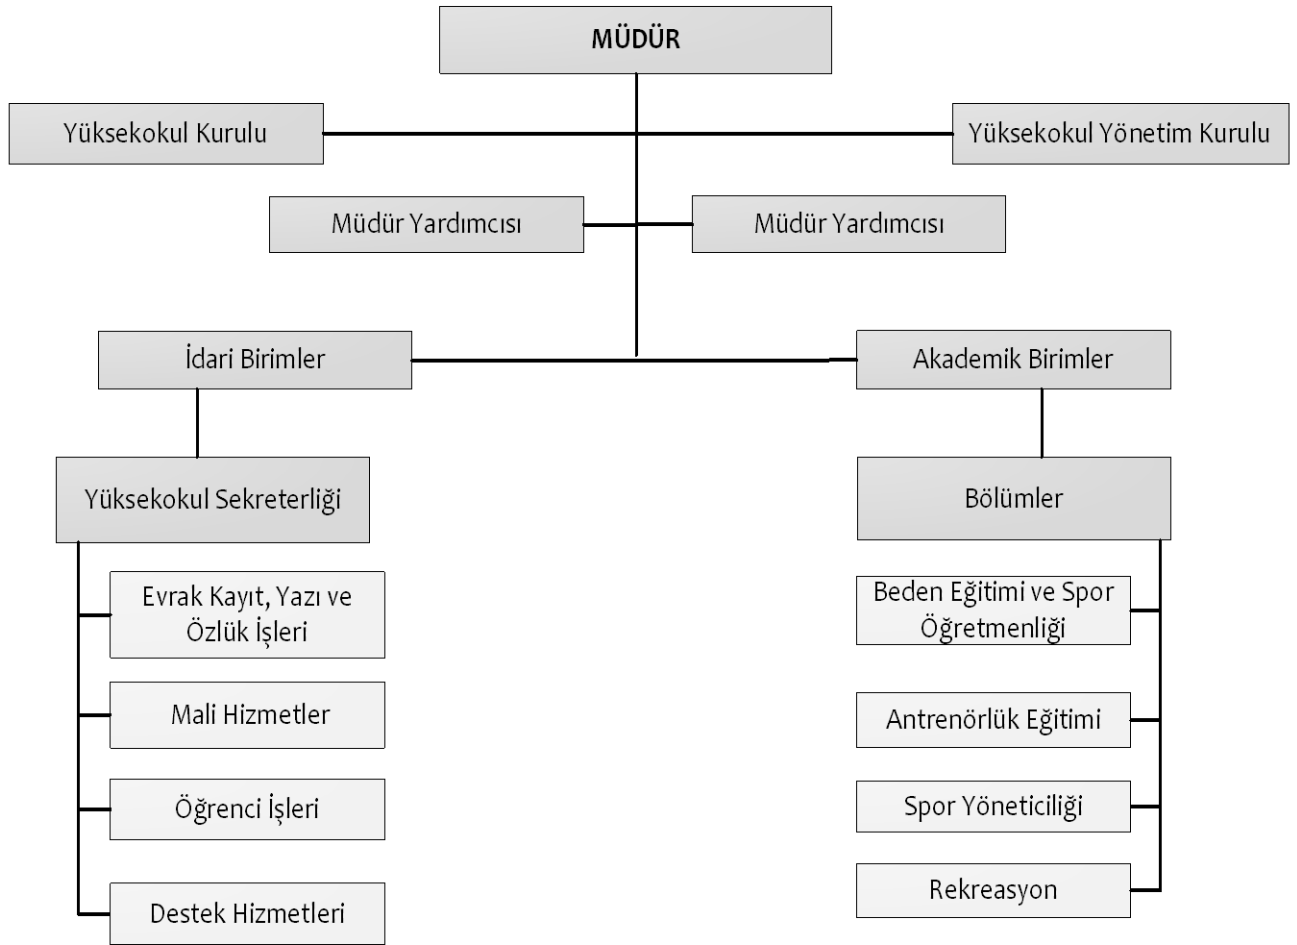 MÜDÜR
Yüksekokul Kurulu
Yüksekokul Yönetim Kurulu
Müdür Yardımcısı
Müdür Yardımcısı
İdari Birimler
Akademik Birimler
Yüksekokul Sekreterliği
Bölümler
Evrak Kayıt, Yazı ve
Özlük İşleri
Mali Hizmetler
Öğrenci İşleri
Destek Hizmetleri
Beden Eğitimi ve Spor
Öğretmenliği
Antrenörlük Eğitimi
Spor Yöneticiliği
Rekreasyon